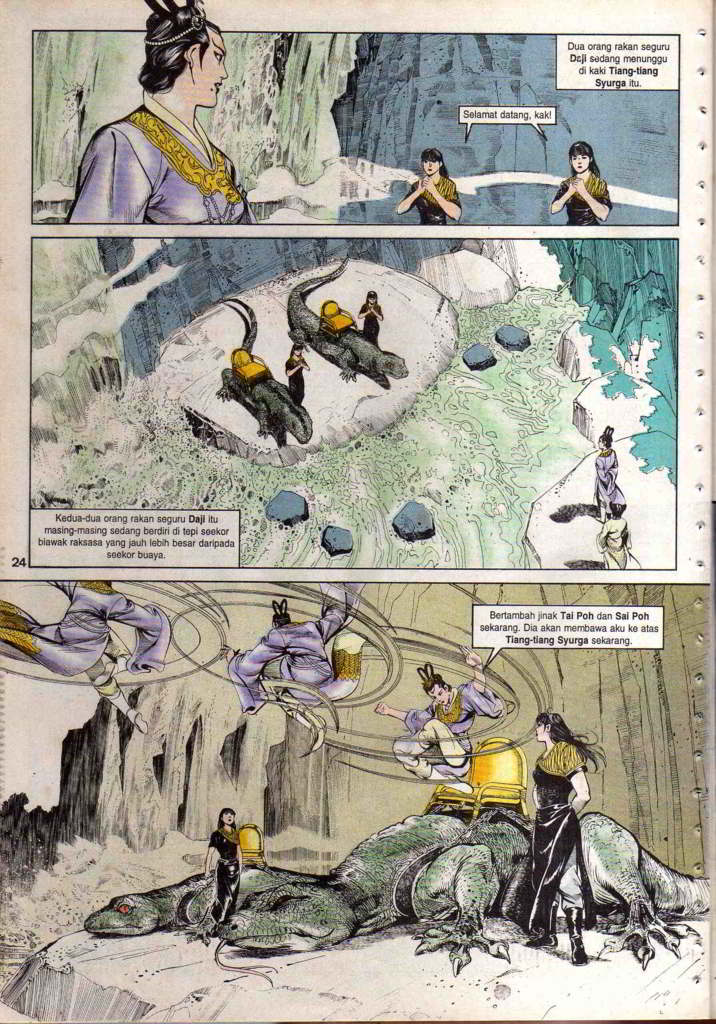 Dua orang rakan seguru
Daji sedang menunggu
di kaki Tiang-tiang
Syurga itu.
Selamat datang, kak!
Kedua-dua orang rakan seguru Daji itu
masing-masing sedang berdiri di tepi seekor
biawak raksasa yang jauh lebih besar daripada
seekor buaya.
24
Bertambah jinak Tai Poh dan Sai Poh
sekarang. Dia akan membawa aku ke atas
Tiang-tiang Syurga sekarang.